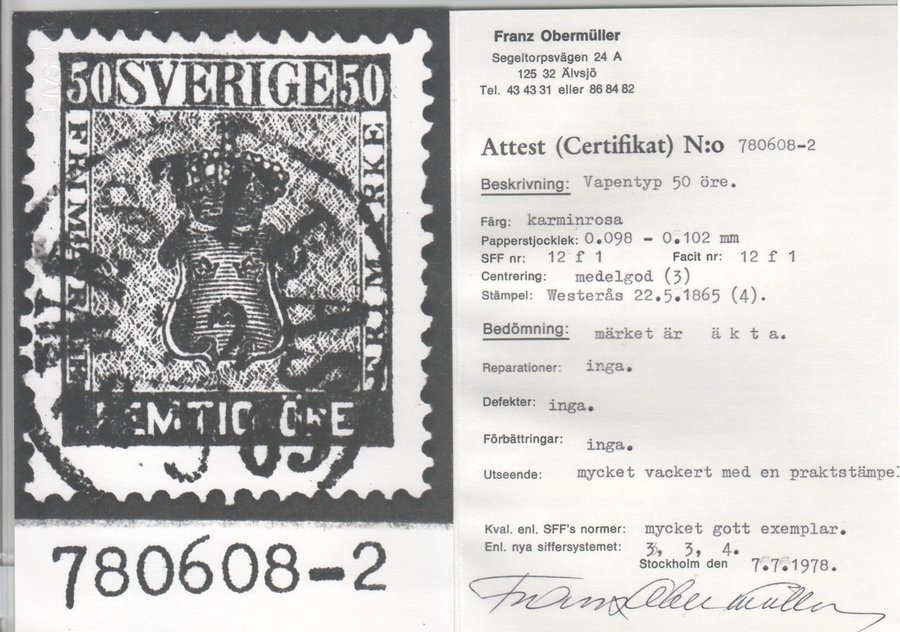 50 SVERIGE 50
FRIMÄRKE
FRIMÄRKE
FEMTIO ÖRE
780608-2
Franz Obermüller
Segeltorpsvägen 24 A
125 32 Älvsjö
Tel. 43 43 31 eller 86 84 82
Attest (Certifikat) N:o 780608-2
Beskrivning: Vapentyp 50 öre.
Färg: karminrosa
Papperstjocklek: 0.098 - 0.102 mm
SFF nr: 12 f 1 Facit nr: 12 f 1
Centrering: medelgod (3)
Stämpel: Westerås 22.5.1865 (4).
Bedömning: märket är ä k t a.
Reparationer: inga.
Defekter: inga.
Förbättringar: inga.
Utseende: mycket vackert med en praktstämpel
Kval. enl. SFF's normer: mycket gott exemplar.
Enl. nya siffersystemet: 3, 3, 4.
Stockholm den 7.7.1978.
Franz Obermüller